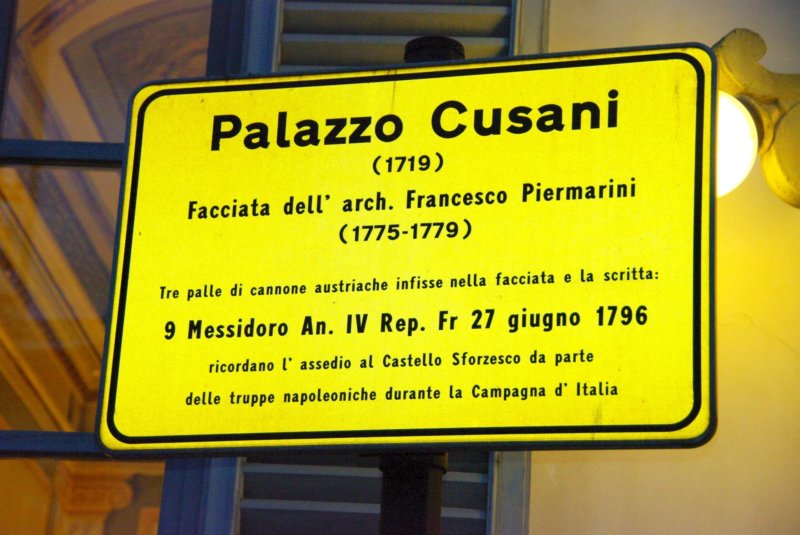 Palazzo Cusani
(1719)
Facciata dell' arch. Francesco Piermarini
(1775-1779)
Tre palle di cannone austriache infisse nella facciata e la scritta:
9 Messidoro An. IV Rep. Fr 27 giugno 1796
ricordano l' assedio al Castello Sforzesco da parte
delle truppe napoleoniche durante la Campagna d' Italia